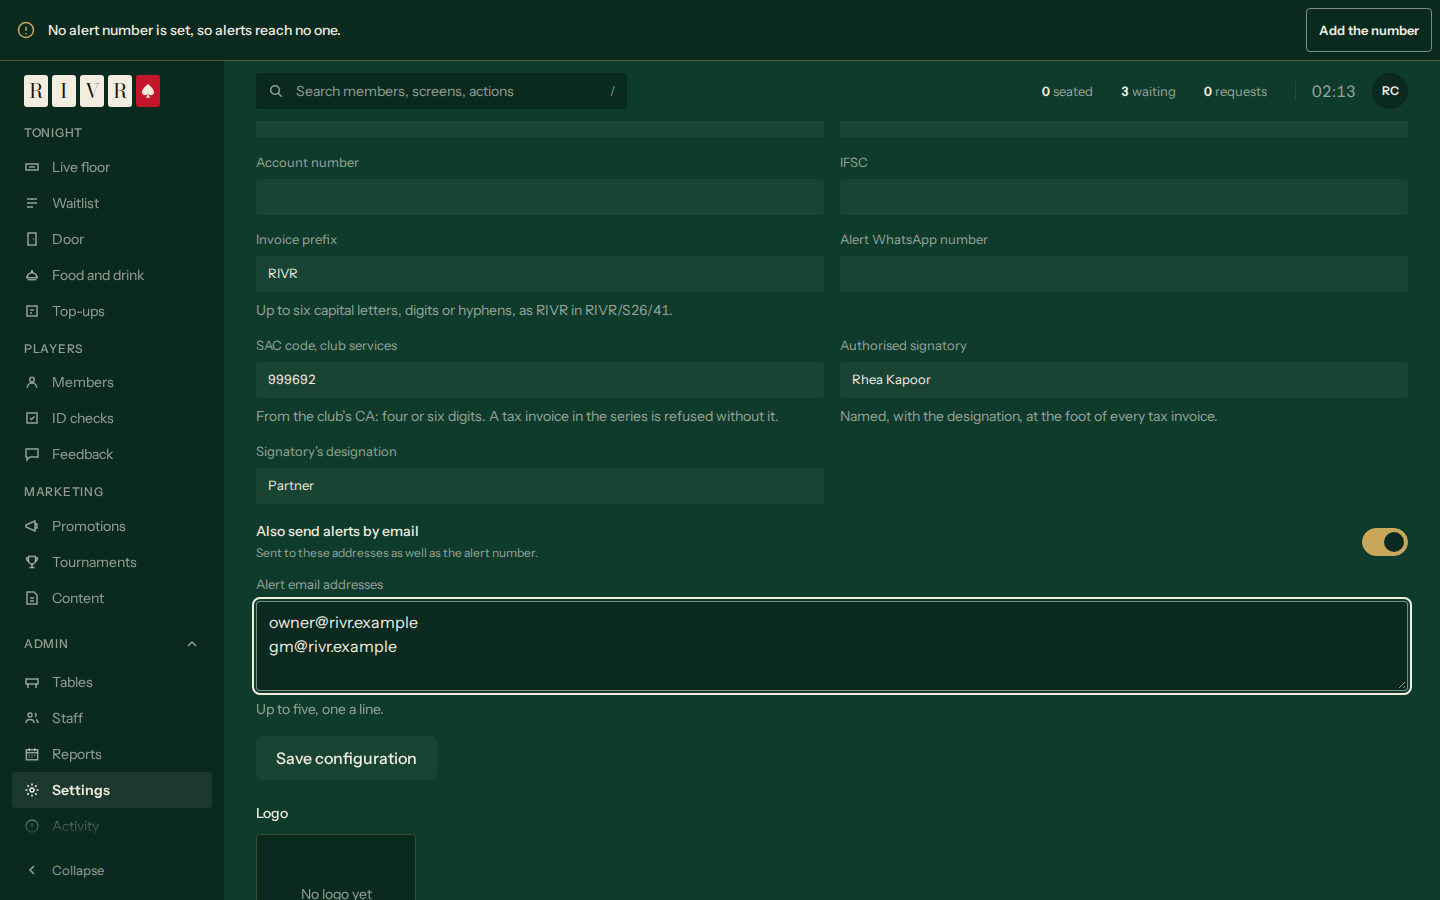 No alert number is set, so alerts reach no one.
Add the number
RIVR
Search members, screens, actions /
0 seated 3 waiting 0 requests 02:13 RC
TONIGHT
Live floor
Waitlist
Door
Food and drink
Top-ups
PLAYERS
Members
ID checks
Feedback
MARKETING
Promotions
Tournaments
Content
ADMIN
Tables
Staff
Reports
Settings
Activity
Collapse
Account number
IFSC
Invoice prefix
RIVR
Up to six capital letters, digits or hyphens, as RIVR in RIVR/S26/41.
Alert WhatsApp number
SAC code, club services
999692
From the club's CA: four or six digits. A tax invoice in the series is refused without it.
Authorised signatory
Rhea Kapoor
Named, with the designation, at the foot of every tax invoice.
Signatory's designation
Partner
Also send alerts by email
Sent to these addresses as well as the alert number.
Alert email addresses
owner@rivr.example
gm@rivr.example
Up to five, one a line.
Save configuration
Logo
No logo yet